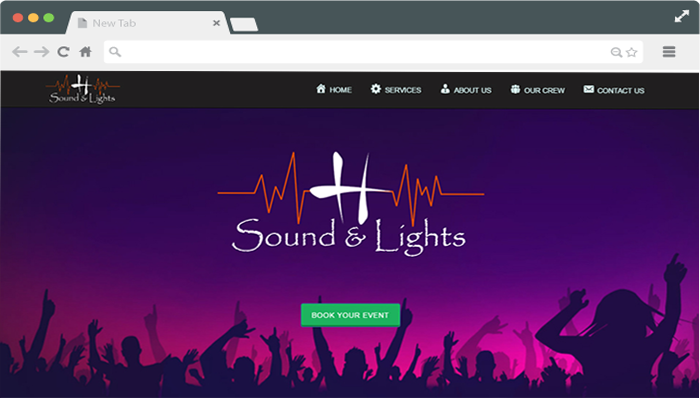 New Tab
H
Sound & Lights
HOME SERVICES ABOUT US OUR CREW CONTACT US
H
Sound & Lights
BOOK YOUR EVENT